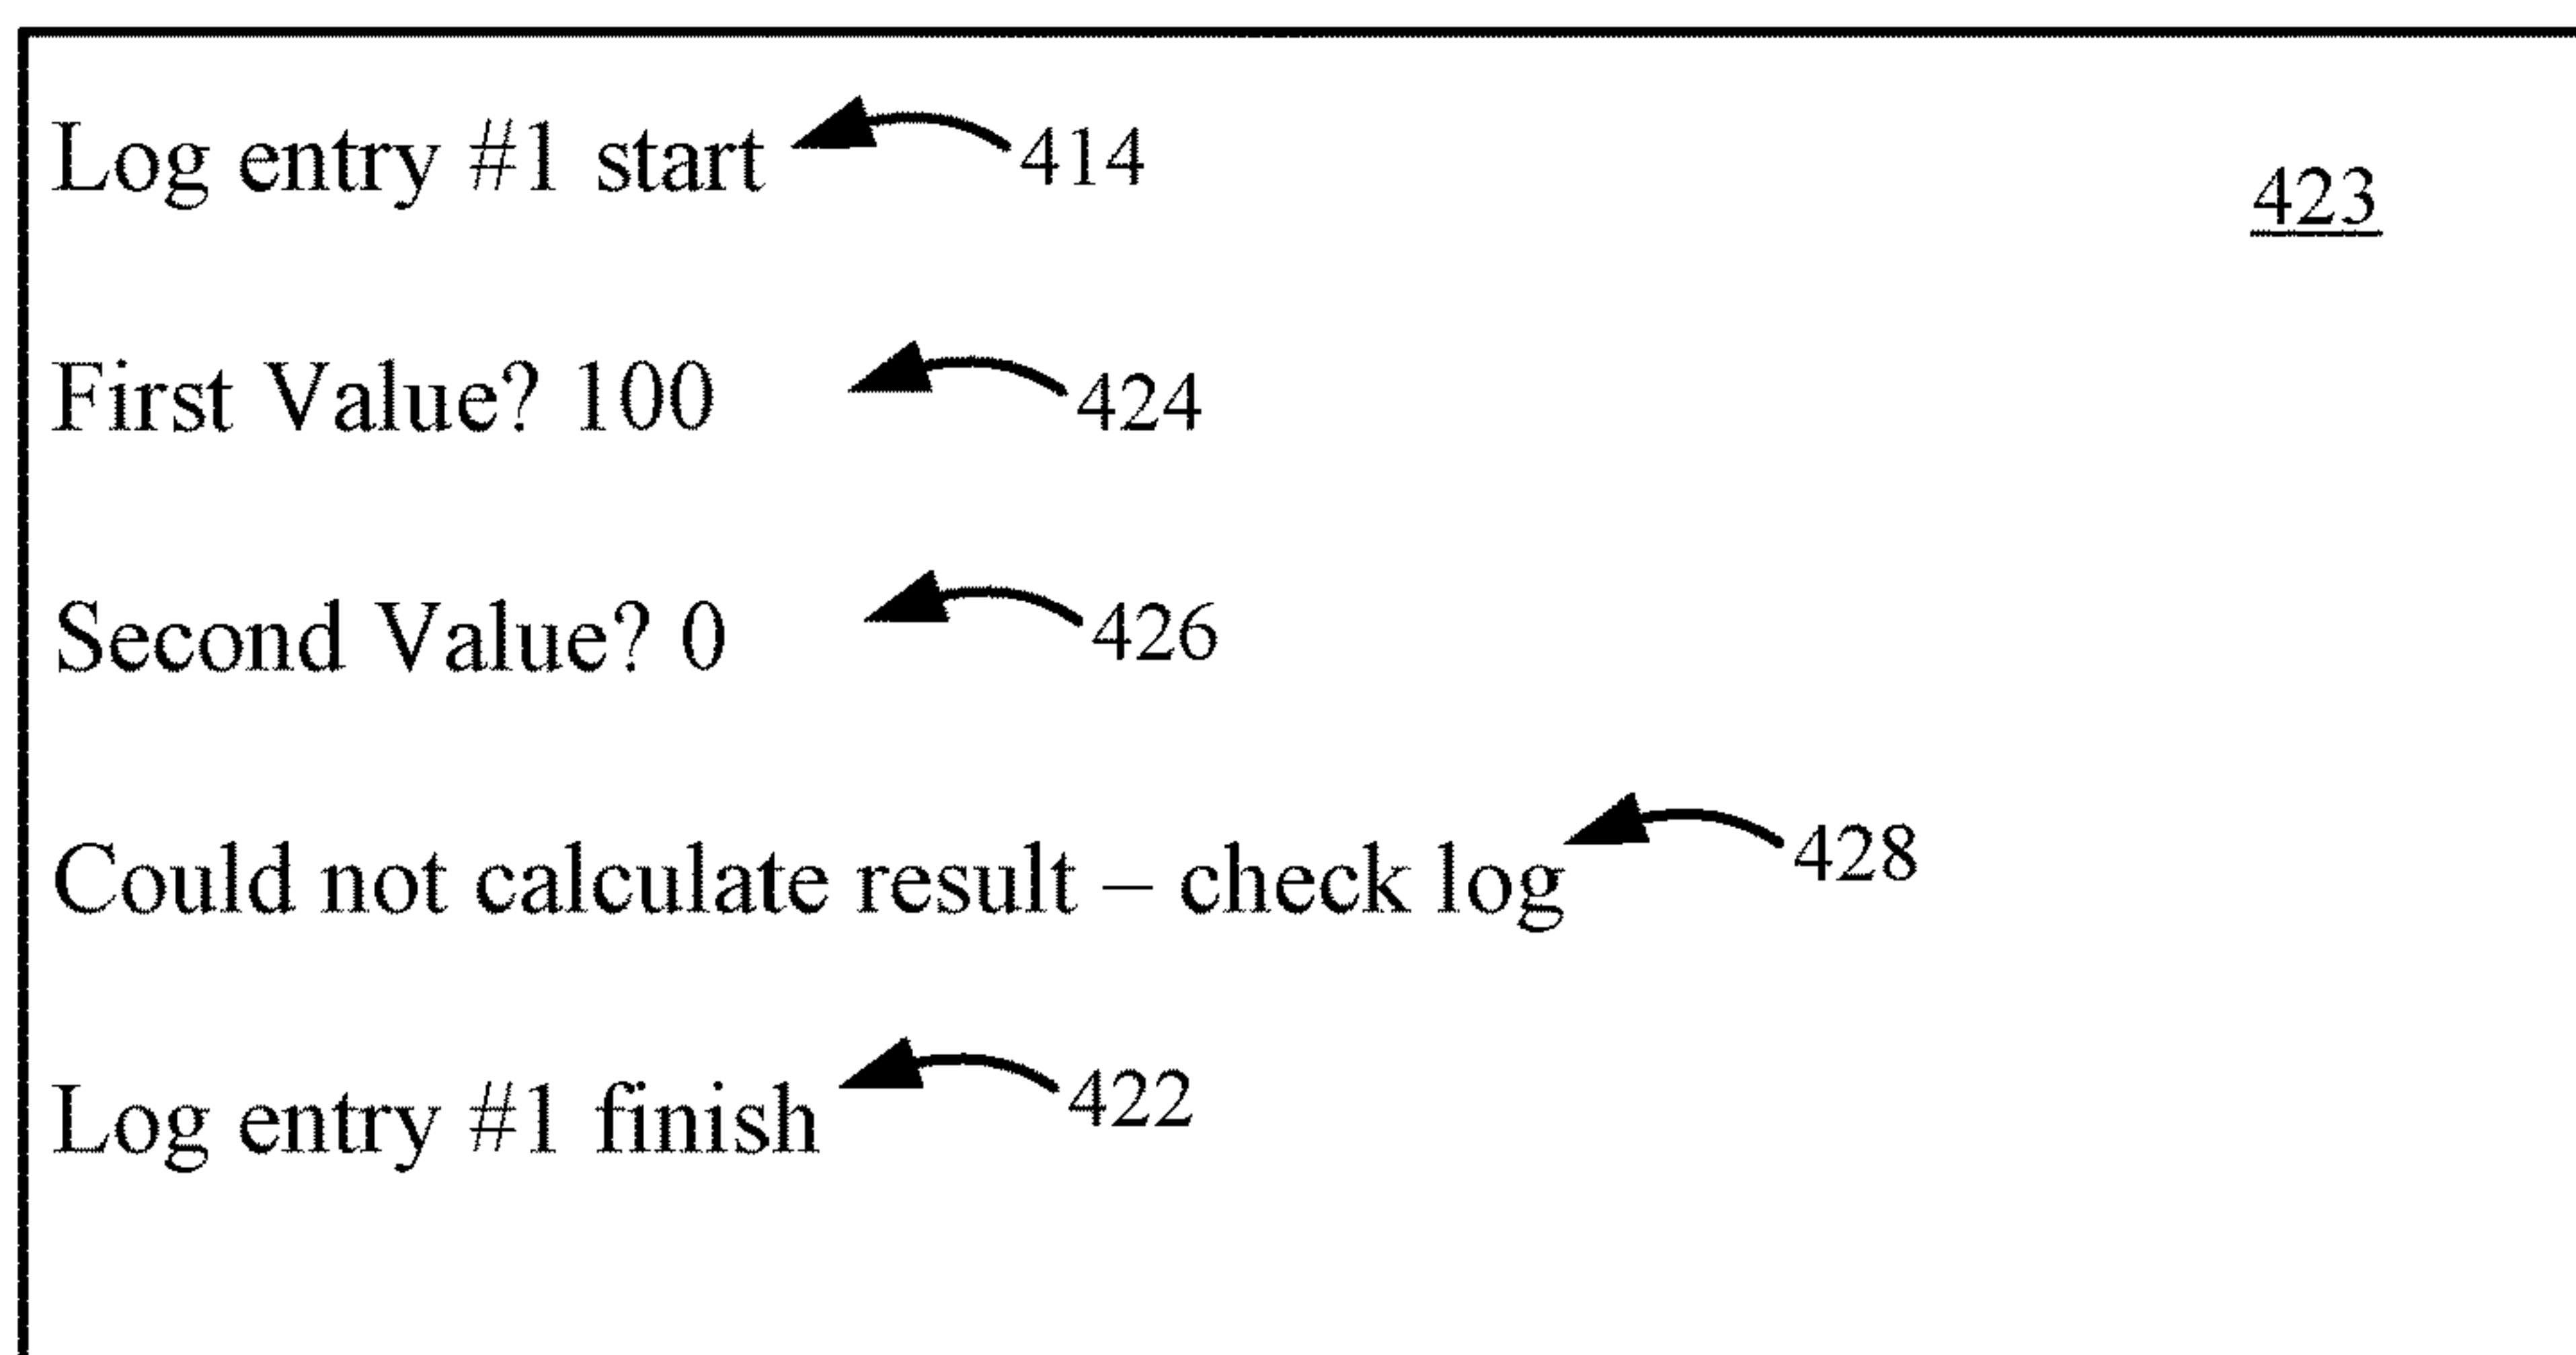 Log entry #1 start 414
423
First Value? 100 424
Second Value? 0 426
Could not calculate result – check log 428
Log entry #1 finish 422